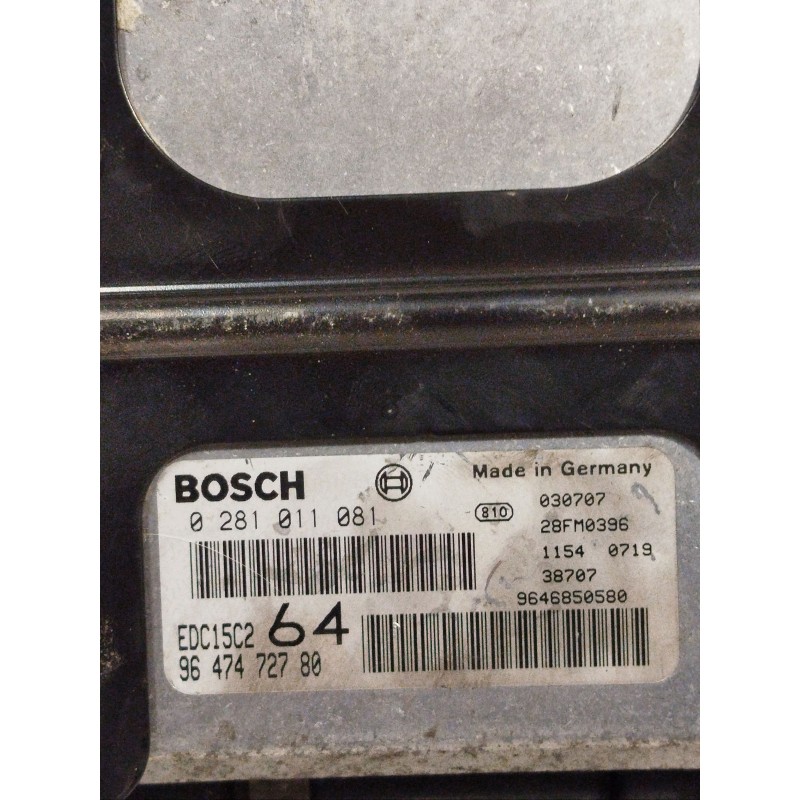 BOSCH
Made in Germany
0 281 011 081
810
030707
28FM0396
1154 0719
38707
9646850580
EDC15C2 64
96 474 727 80